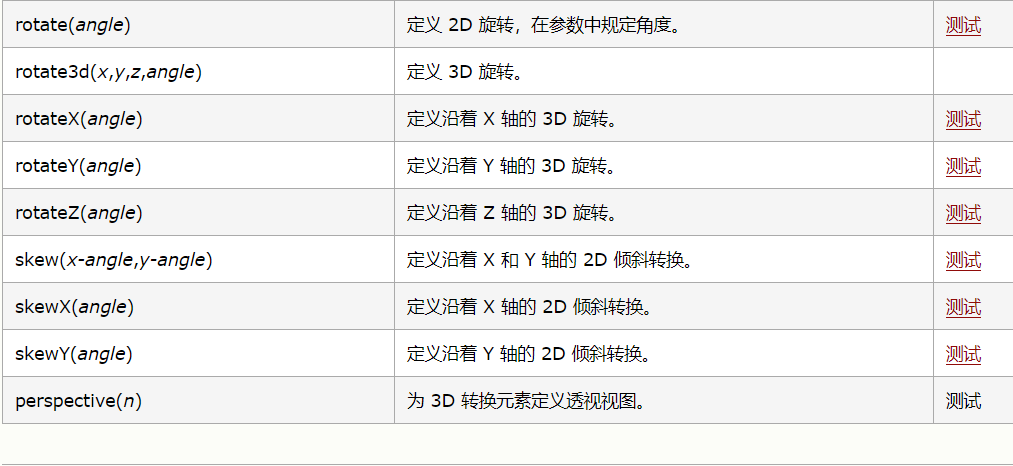 rotate(angle) 定义 2D 旋转，在参数中规定角度。 测试
rotate3d(x,y,z,angle) 定义 3D 旋转。
rotateX(angle) 定义沿着 X 轴的 3D 旋转。 测试
rotateY(angle) 定义沿着 Y 轴的 3D 旋转。 测试
rotateZ(angle) 定义沿着 Z 轴的 3D 旋转。 测试
skew(x-angle,y-angle) 定义沿着 X 和 Y 轴的 2D 倾斜转换。 测试
skewX(angle) 定义沿着 X 轴的 2D 倾斜转换。 测试
skewY(angle) 定义沿着 Y 轴的 2D 倾斜转换。 测试
perspective(n) 为 3D 转换元素定义透视视图。 测试